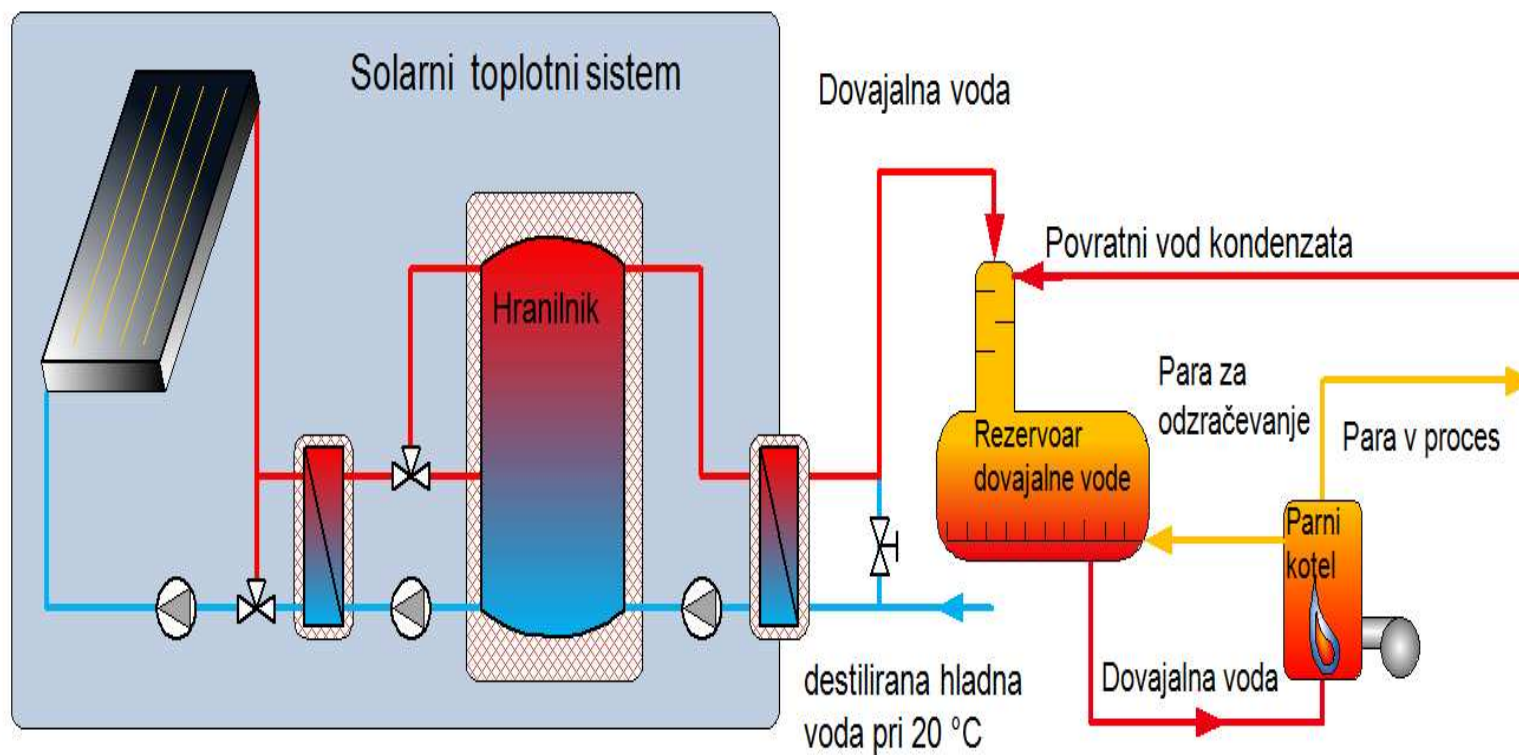 Solarni toplotni sistem
Dovajalna voda
Povratni vod kondenzata
Hranilnik
Para za
odzračevanje
Para v proces
Rezervoar
dovajalne vode
Parni
kotel
destilirana hladna
voda pri 20 °C
Dovajalna voda